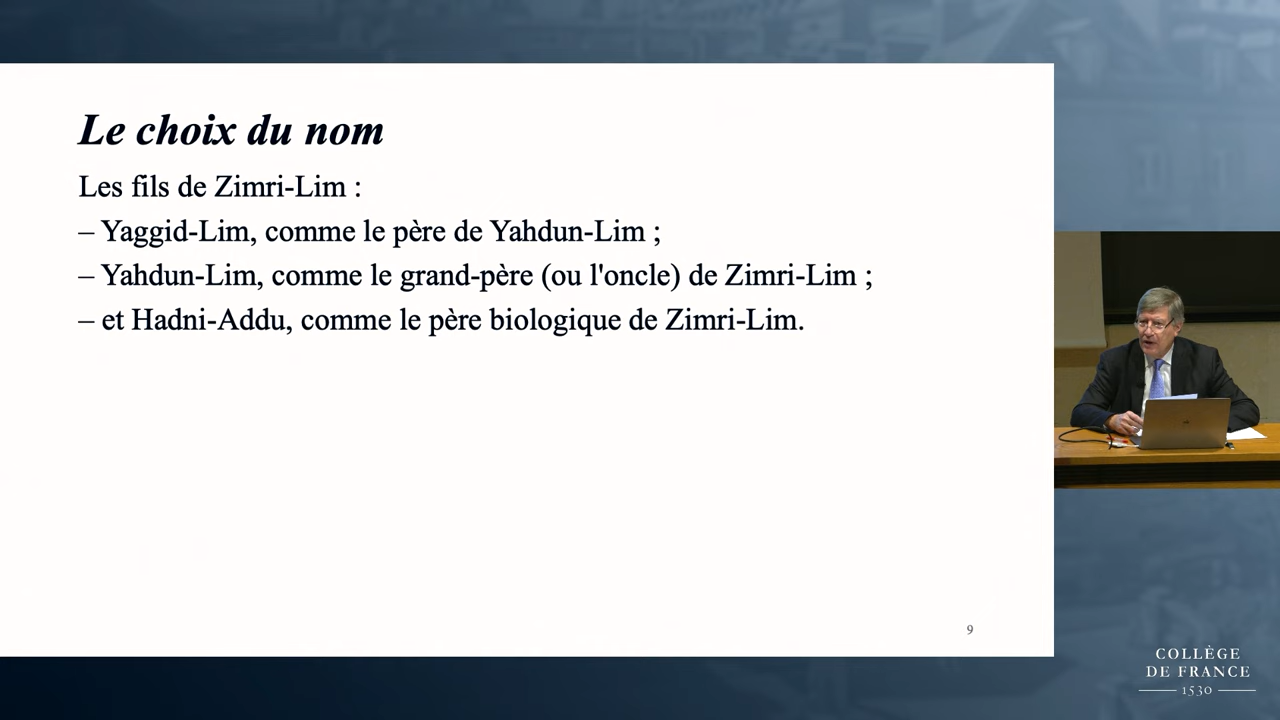 Le choix du nom
Les fils de Zimri-Lim :
– Yaggid-Lim, comme le père de Yahdun-Lim ;
– Yahdun-Lim, comme le grand-père (ou l'oncle) de Zimri-Lim ;
– et Hadni-Addu, comme le père biologique de Zimri-Lim.
9
COLLÈGE
DE FRANCE
1530